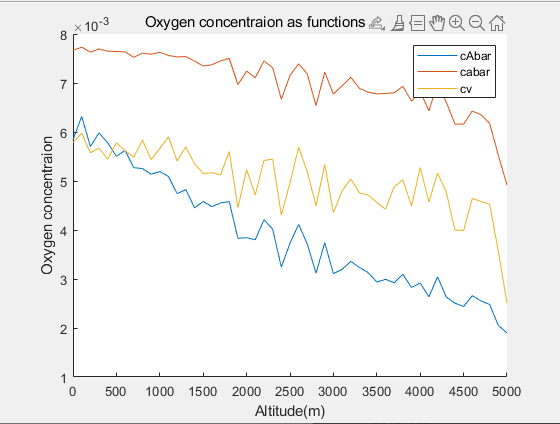 ×10⁻³
Oxygen concentraion as functions
8
7
6
5
4
3
2
1
Oxygen concentraion
cAbar
cabar
cv
0 500 1000 1500 2000 2500 3000 3500 4000 4500 5000
Altitude(m)